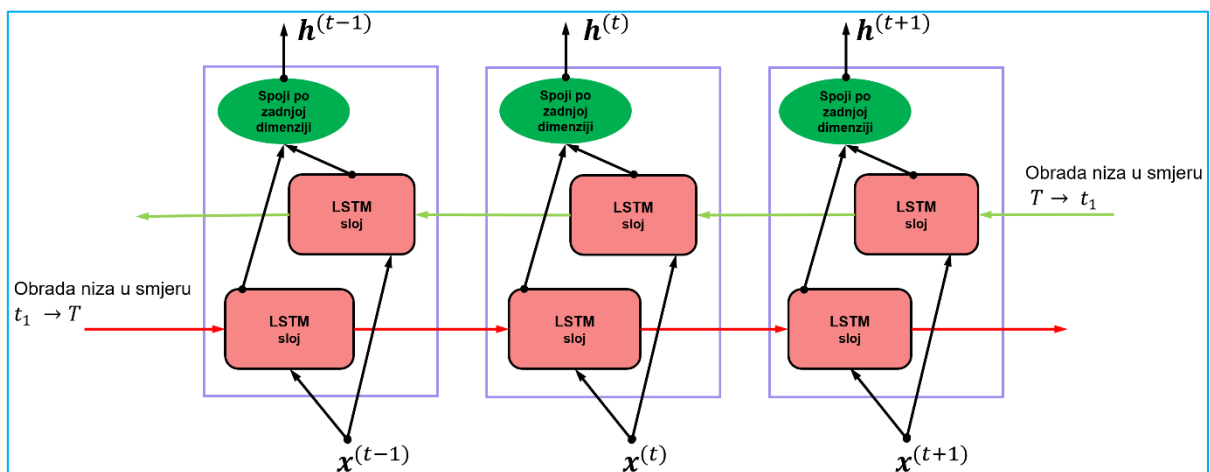 h^(t−1)
h^(t)
h^(t+1)
Spoji po
zadnjoj
dimenziji
Spoji po
zadnjoj
dimenziji
Spoji po
zadnjoj
dimenziji
Obrada niza u smjeru
T → t₁
LSTM
sloj
LSTM
sloj
LSTM
sloj
Obrada niza u smjeru
t₁ → T
LSTM
sloj
LSTM
sloj
LSTM
sloj
x^(t−1)
x^(t)
x^(t+1)